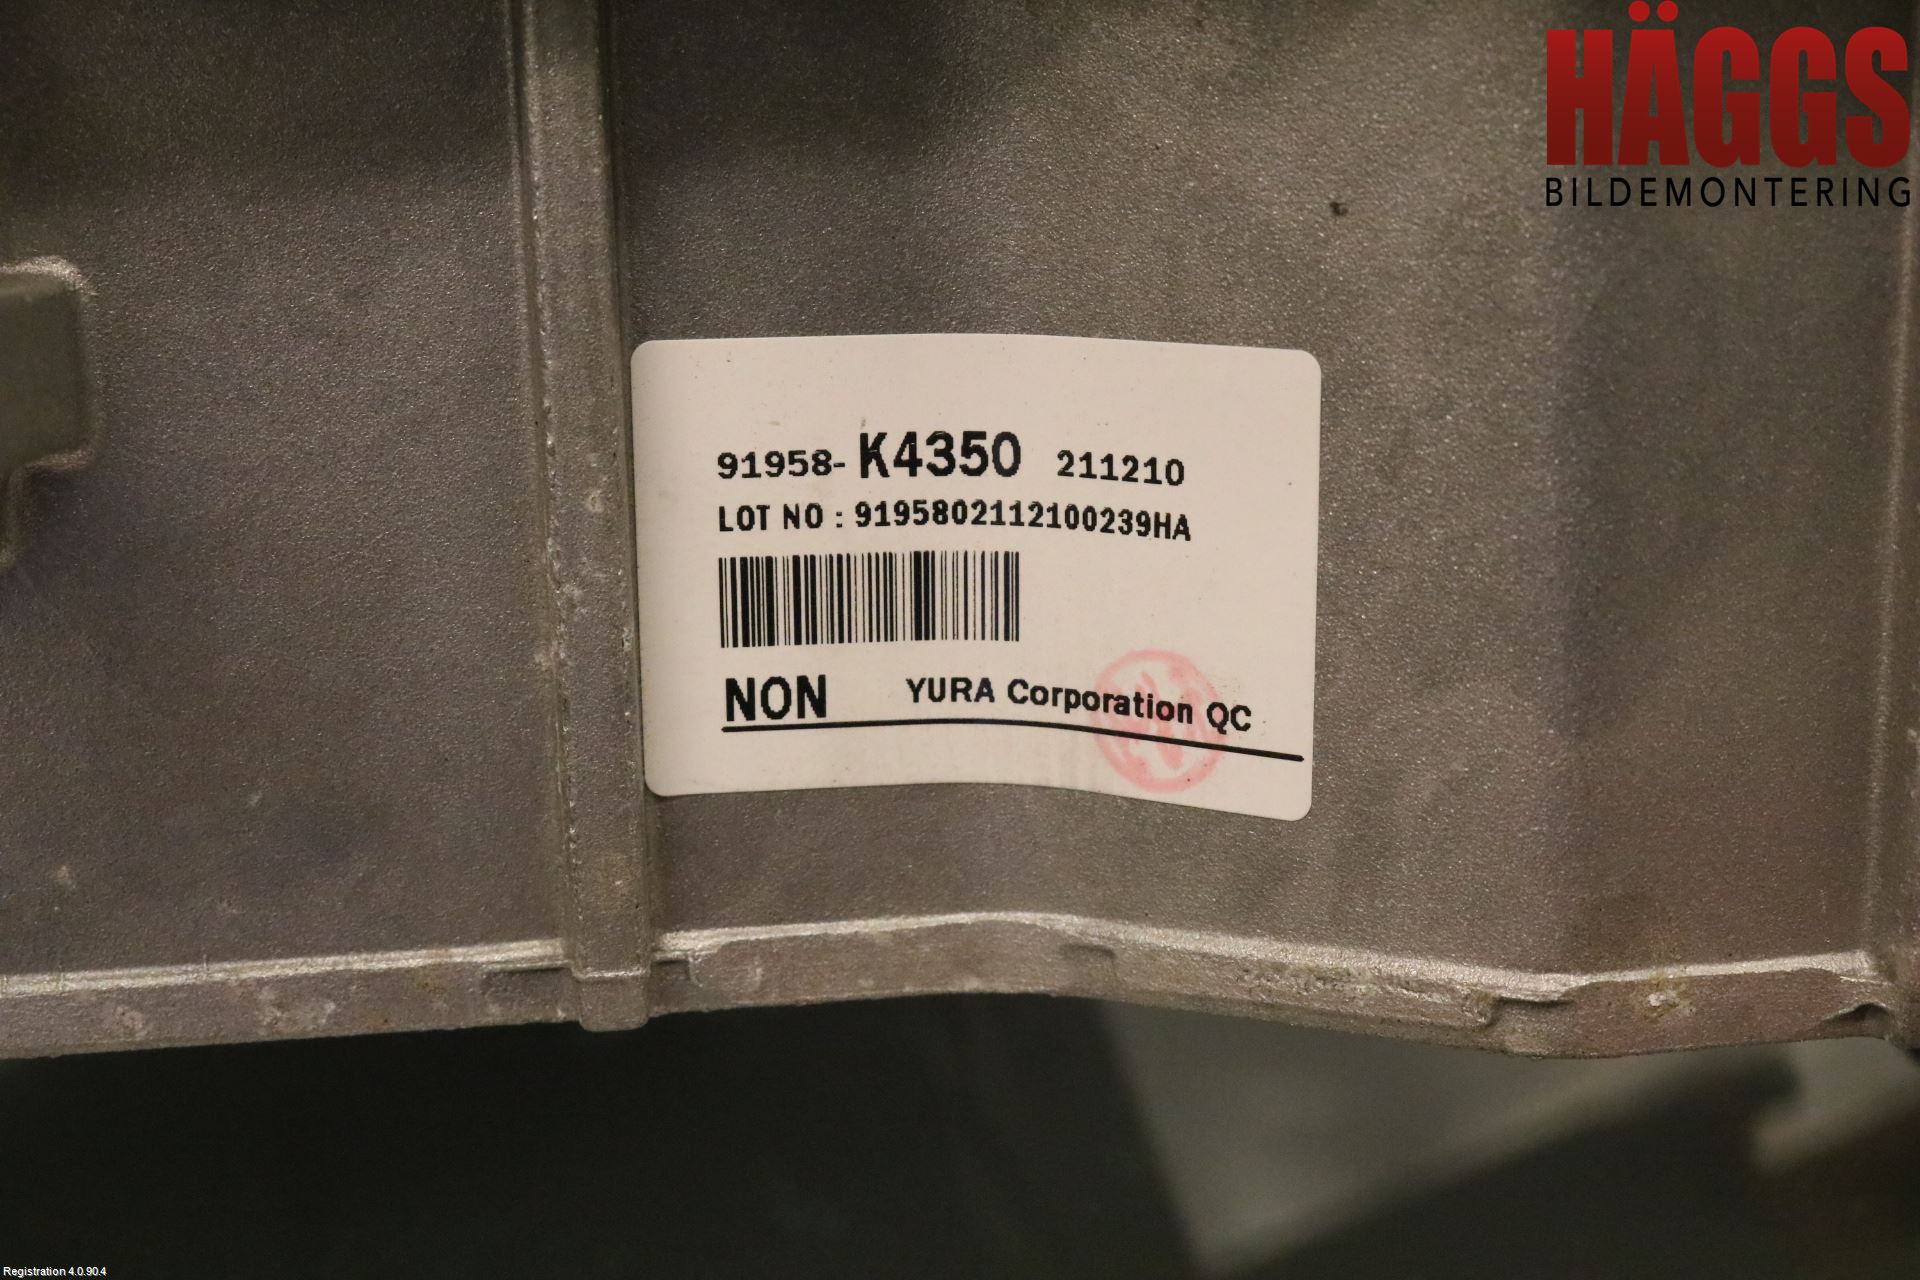 HÄGGS
BILDEMONTERING
91958- K4350 211210
LOT NO : 9195802112100239HA
NON YURA Corporation QC
Registration 4.0.90.4